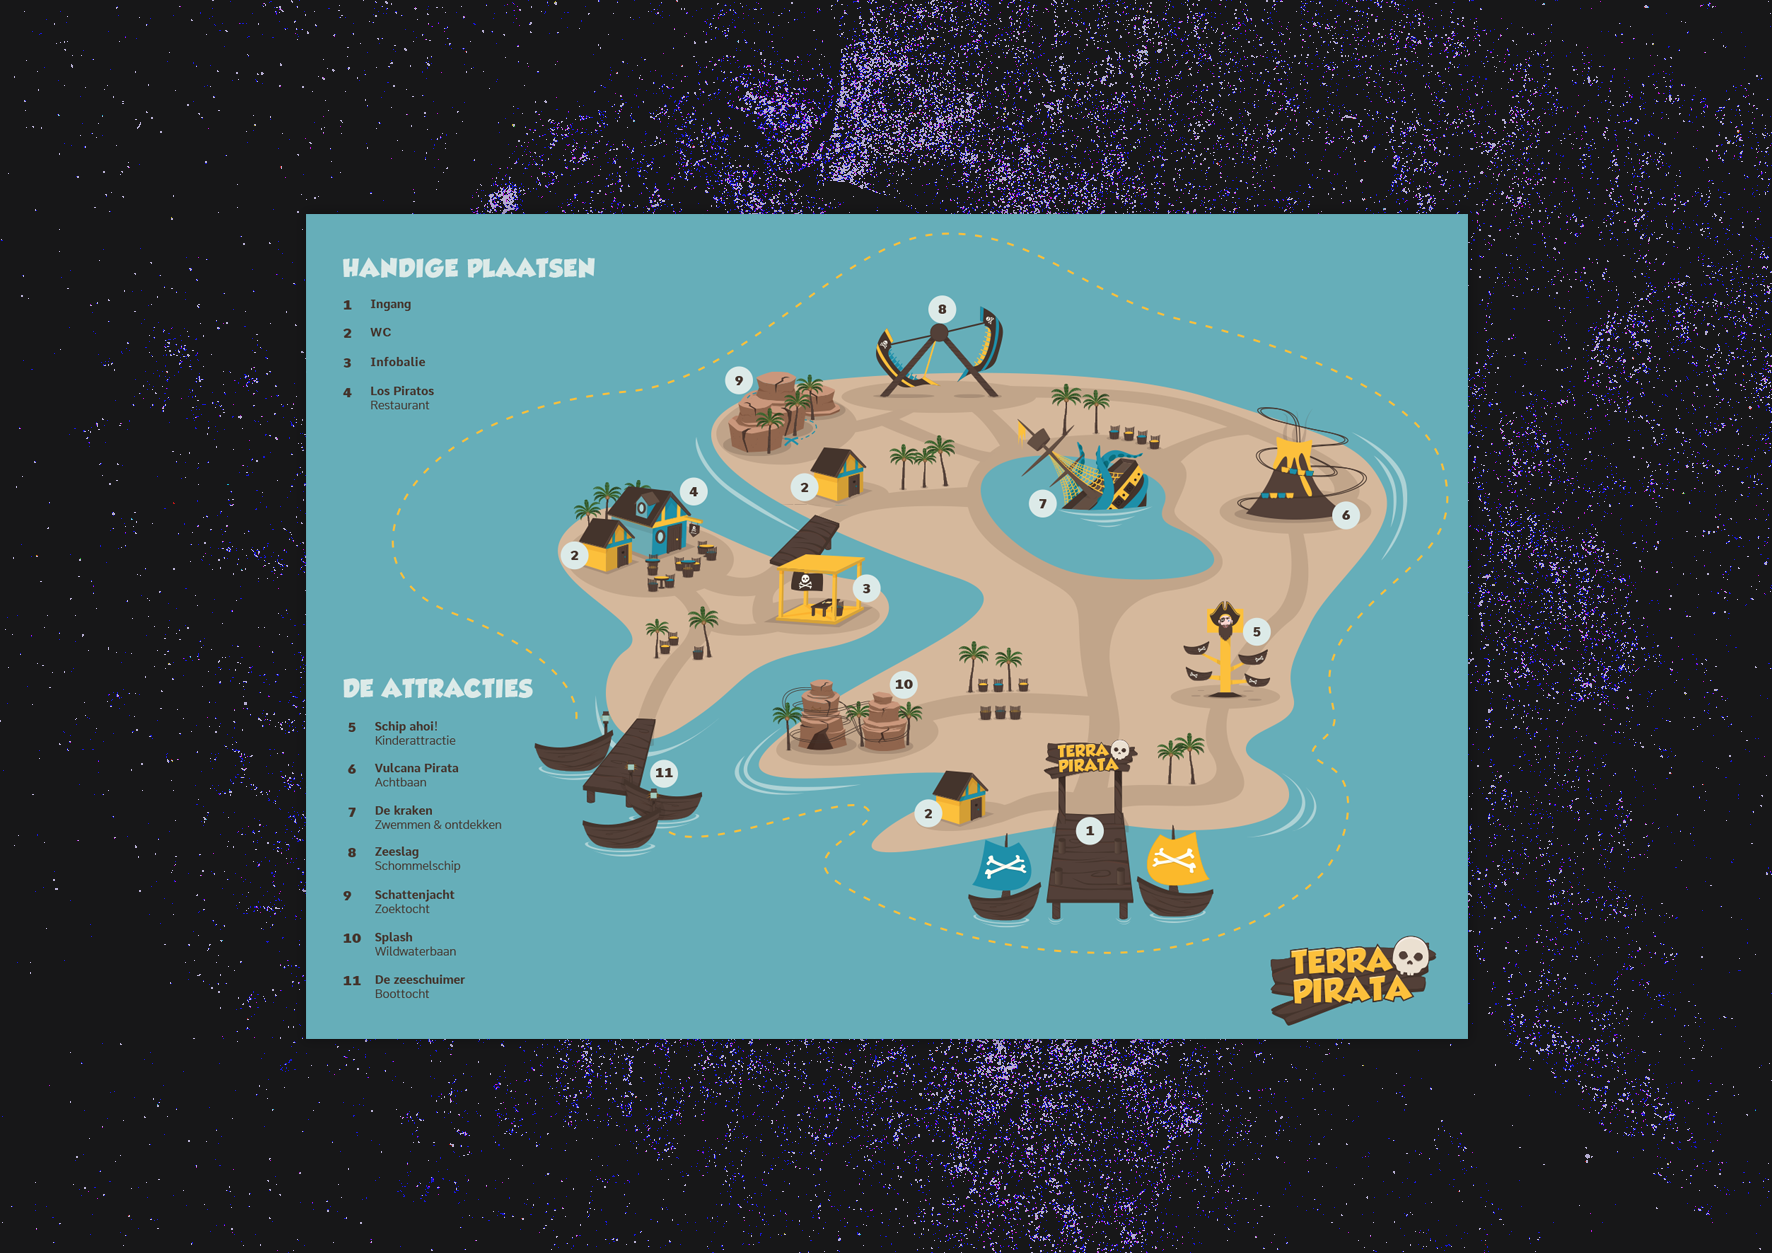 HANDIGE PLAATSEN
1 Ingang
2 WC
3 Infobalie
4 Los Piratos
Restaurant
DE ATTRACTIES
5 Schip ahoi!
Kinderattractie
6 Vulcana Pirata
Achtbaan
7 De kraken
Zwemmen & ontdekken
8 Zeeslag
Schommelschip
9 Schattenjacht
Zoektocht
10 Splash
Wildwaterbaan
11 De zeeschuimer
Boottocht
8
9
2
4
7
6
2
3
5
10
TERRA
PIRATA
11
2
1
TERRA
PIRATA